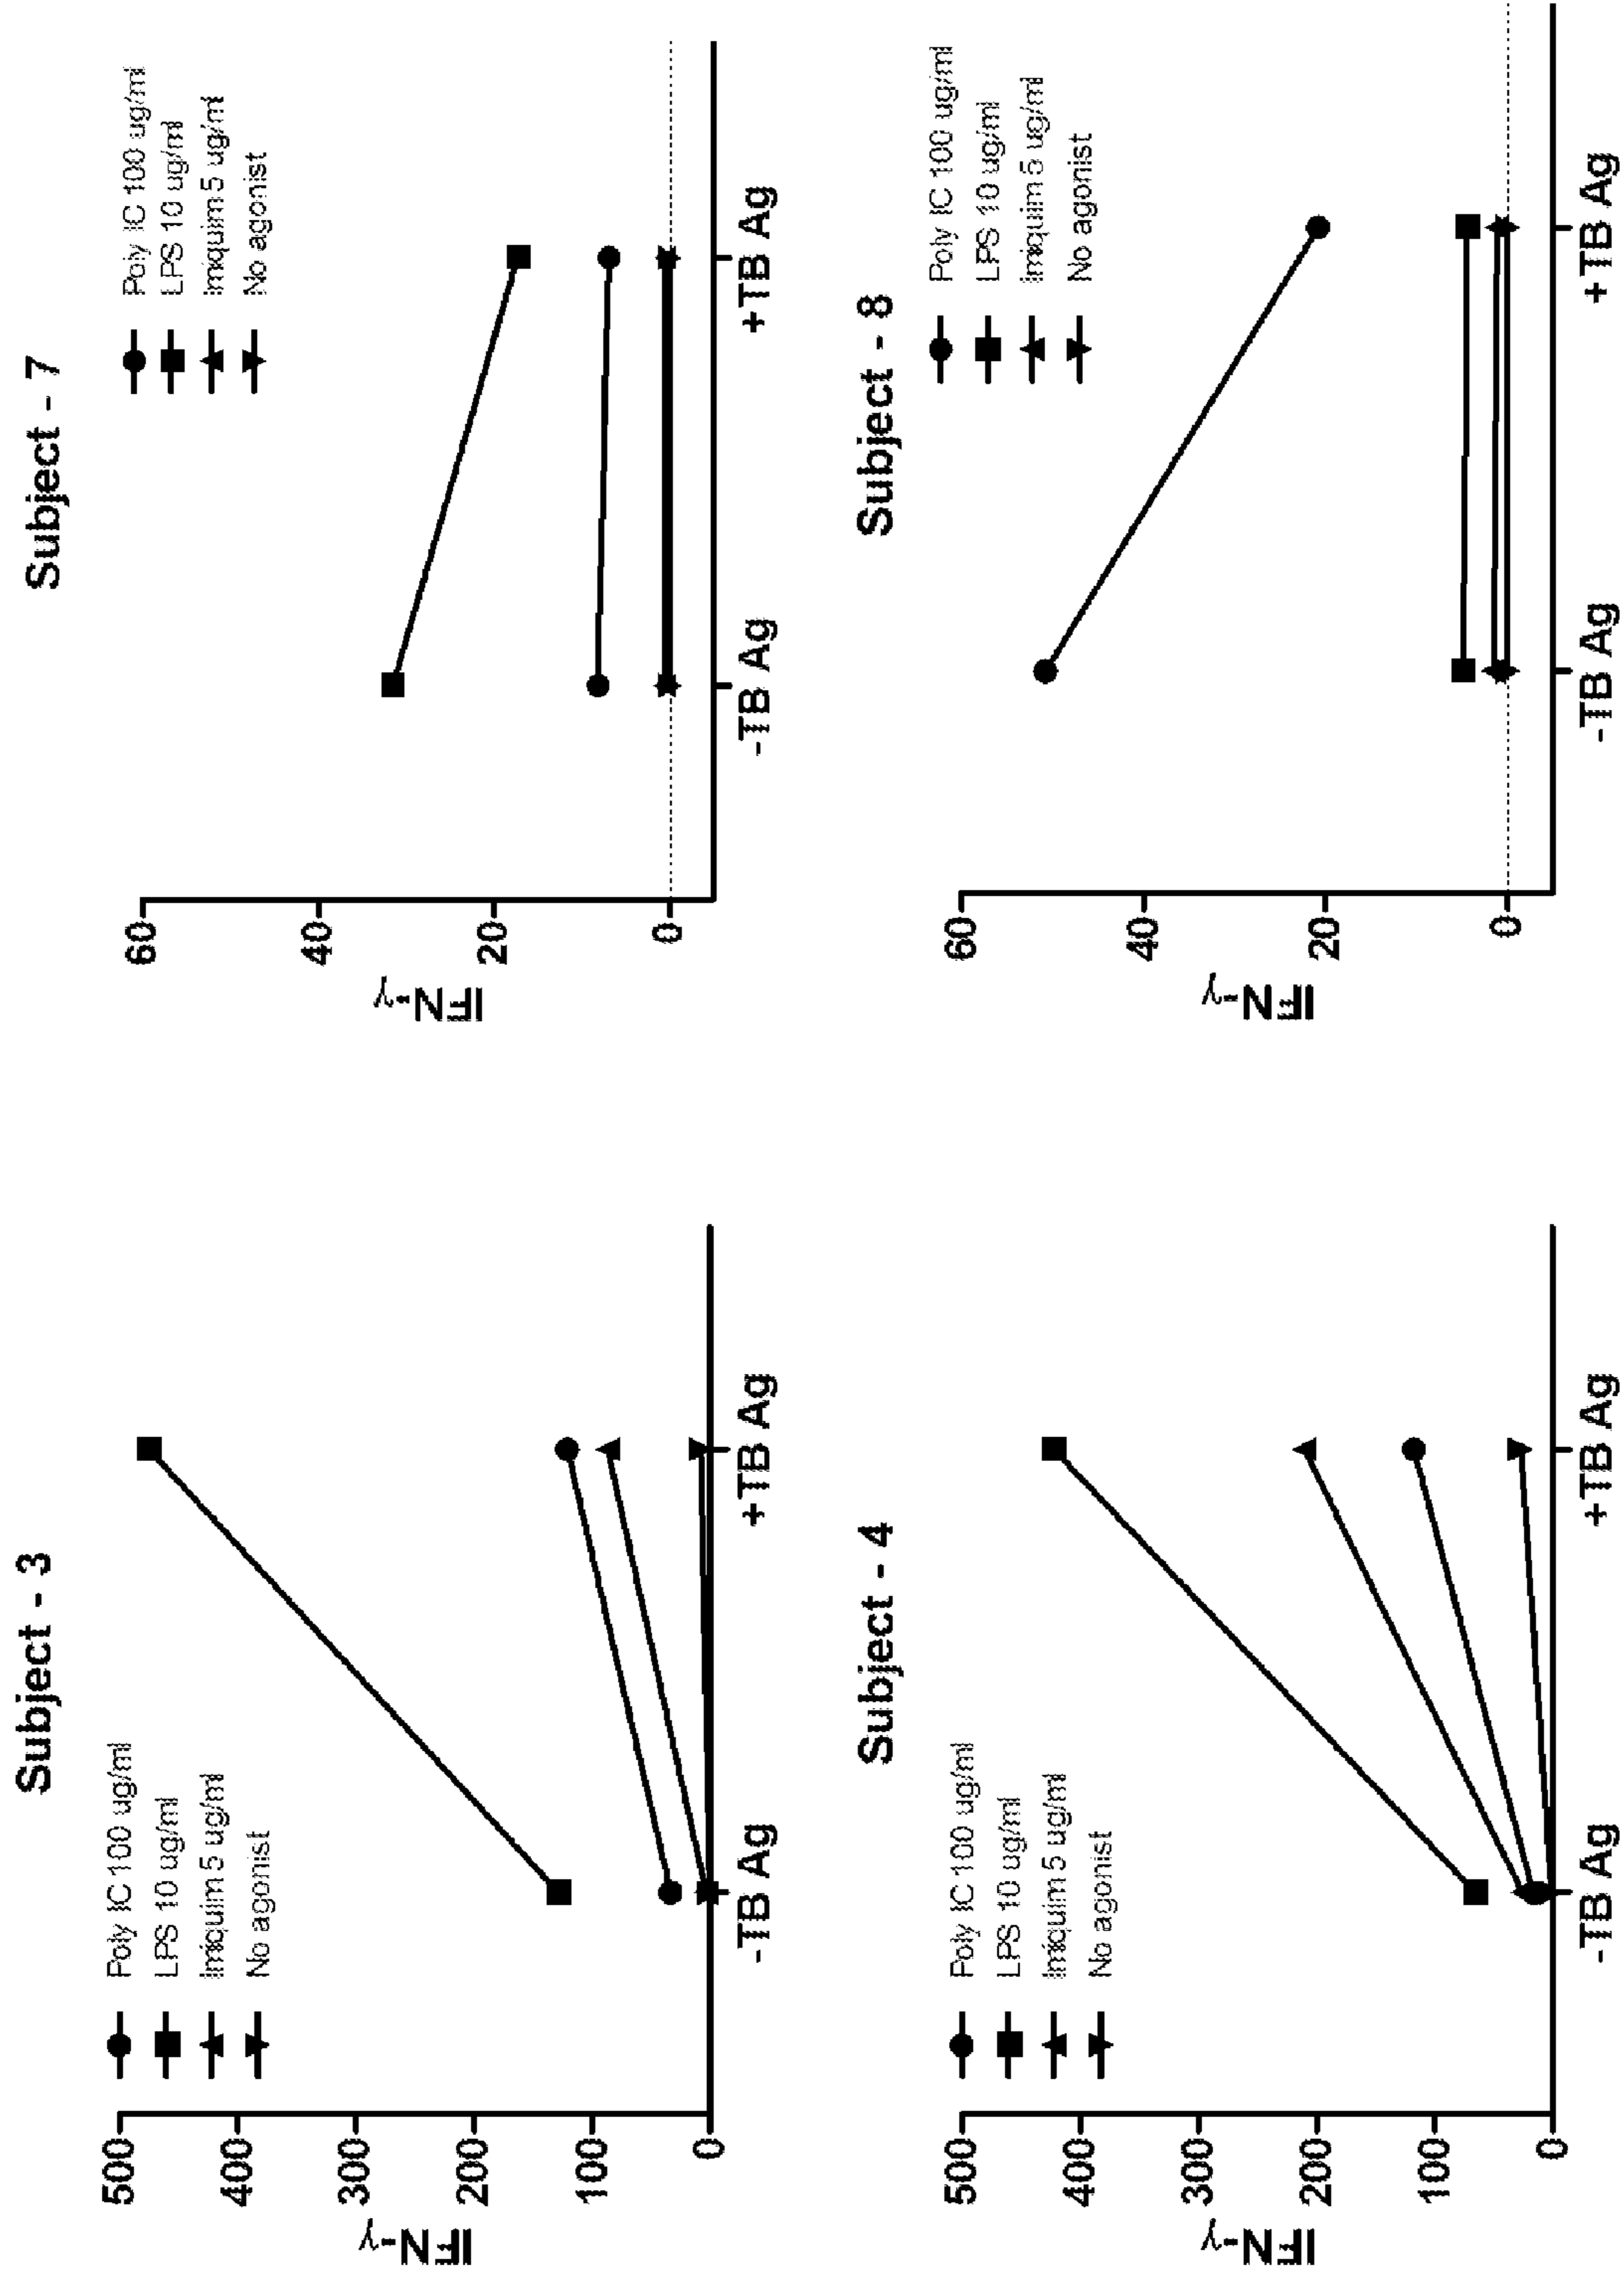 Subject - 3
Poly IC 100 ug/ml
LPS 10 ug/ml
Imiquim 5 ug/ml
No agonist
500
400
300
200
100
0
IFN-γ
-TB Ag
+TB Ag
Subject - 7
Poly IC 100 ug/ml
LPS 10 ug/ml
Imiquim 5 ug/ml
No agonist
60
40
20
0
IFN-γ
-TB Ag
+TB Ag
Subject - 4
Poly IC 100 ug/ml
LPS 10 ug/ml
Imiquim 5 ug/ml
No agonist
500
400
300
200
100
0
IFN-γ
-TB Ag
+TB Ag
Subject - 8
Poly IC 100 ug/ml
LPS 10 ug/ml
Imiquim 5 ug/ml
No agonist
60
40
20
0
IFN-γ
-TB Ag
+TB Ag